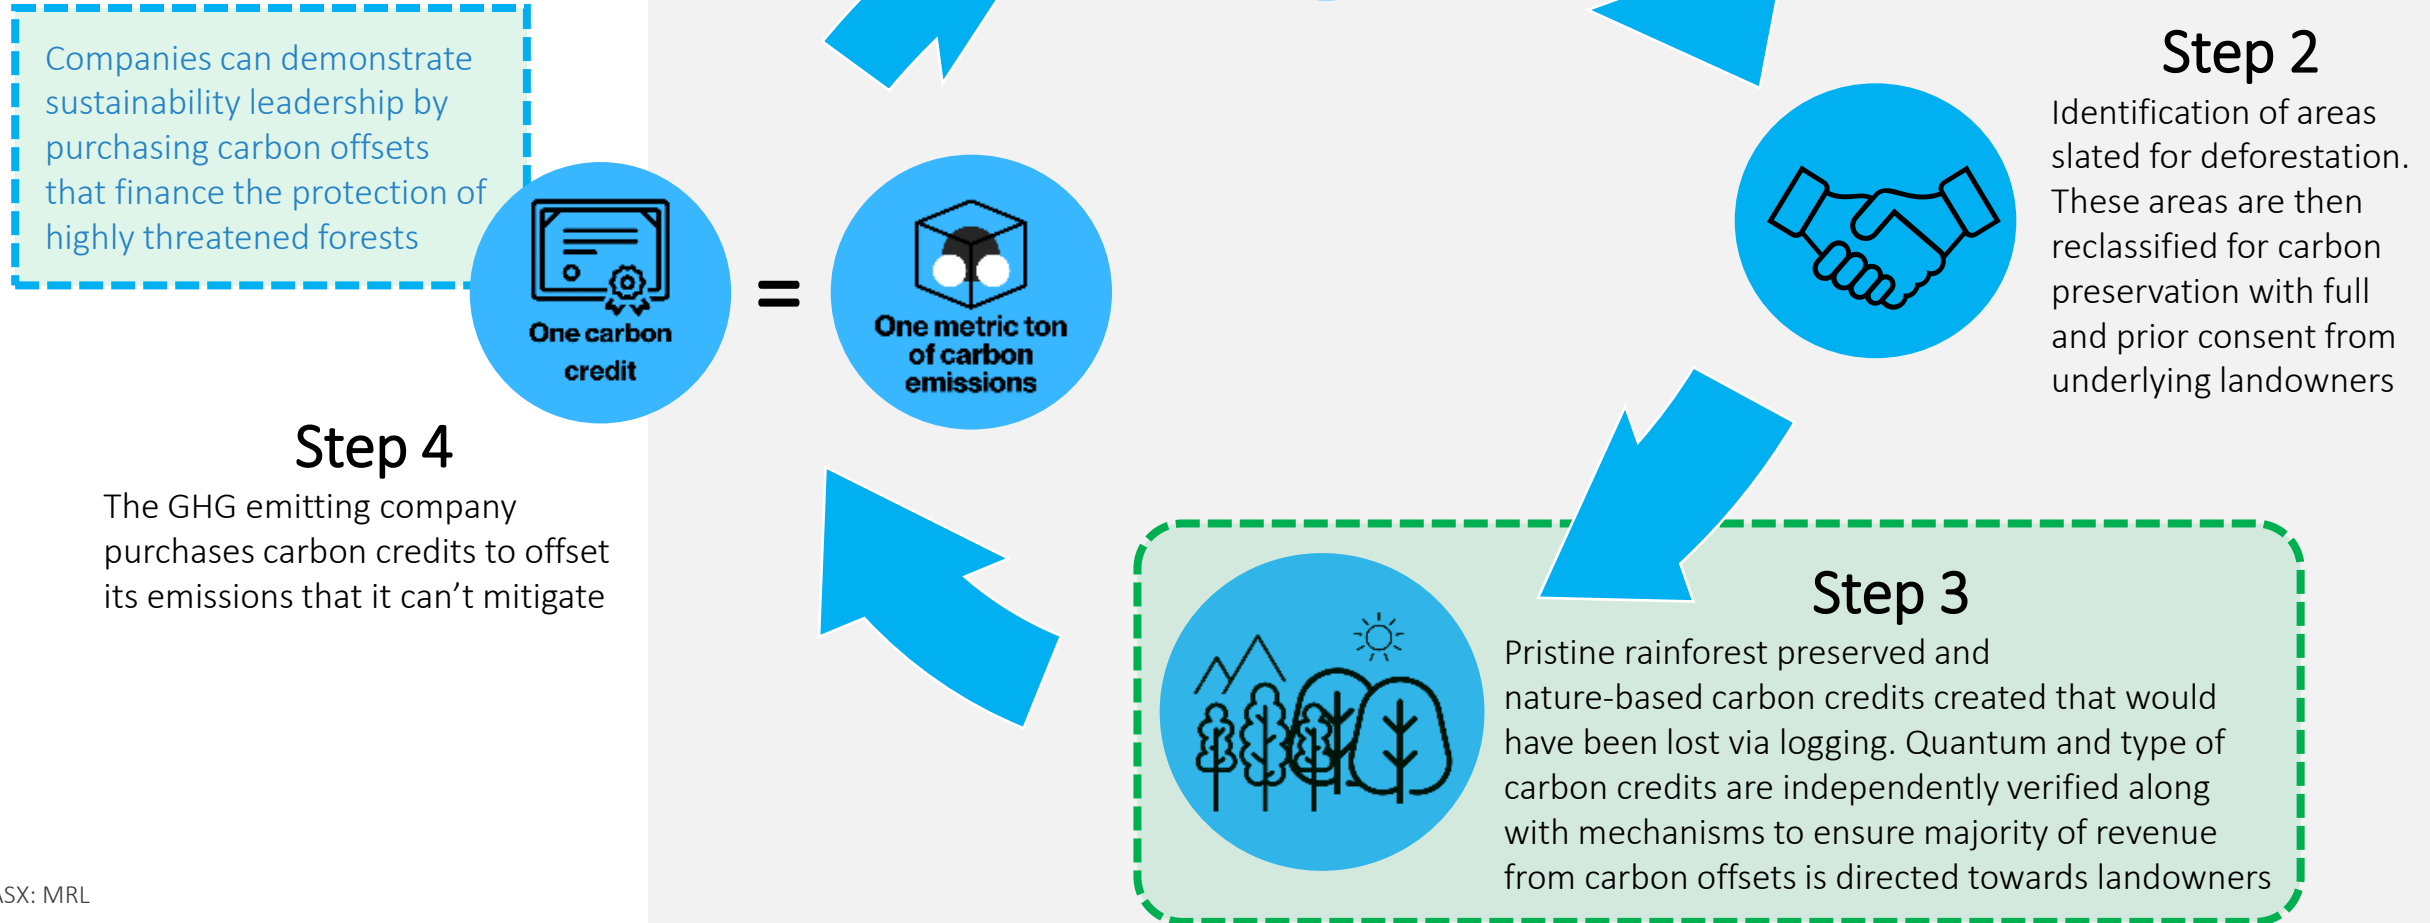 Companies can demonstrate
sustainability leadership by
purchasing carbon offsets
that finance the protection of
highly threatened forests
One carbon
credit
=
One metric ton
of carbon
emissions
Step 2
Identification of areas
slated for deforestation.
These areas are then
reclassified for carbon
preservation with full
and prior consent from
underlying landowners
Step 3
Pristine rainforest preserved and
nature-based carbon credits created that would
have been lost via logging. Quantum and type of
carbon credits are independently verified along
with mechanisms to ensure majority of revenue
from carbon offsets is directed towards landowners
Step 4
The GHG emitting company
purchases carbon credits to offset
its emissions that it can’t mitigate
ASX: MRL